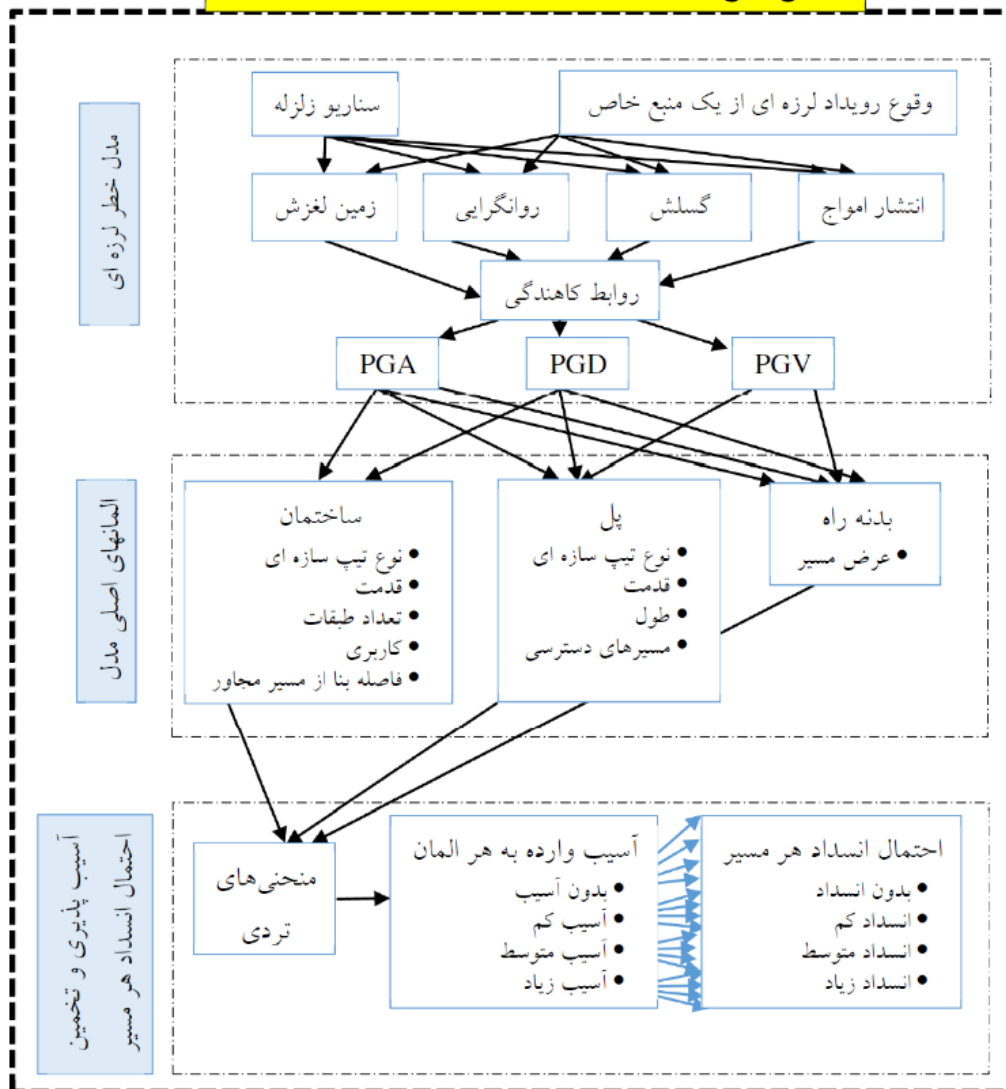 مدل خطر لرزه ای
سناریو زلزله
وقوع رویداد لرزه ای از یک منبع خاص
زمین لغزش
روانگرایی
گسلش
انتشار امواج
روابط کاهندگی
PGA
PGD
PGV
المانهای اصلی مدل
ساختمان
• نوع تیپ سازه ای
• قدمت
• تعداد طبقات
• کاربری
• فاصله بنا از مسیر مجاور
پل
• نوع تیپ سازه ای
• قدمت
• طول
• مسیرهای دسترسی
بدنه راه
• عرض مسیر
آسیب پذیری و تخمین
احتمال انسداد هر مسیر
منحنی‌های
تردی
آسیب وارده به هر المان
• بدون آسیب
• آسیب کم
• آسیب متوسط
• آسیب زیاد
احتمال انسداد هر مسیر
• بدون انسداد
• انسداد کم
• انسداد متوسط
• انسداد زیاد